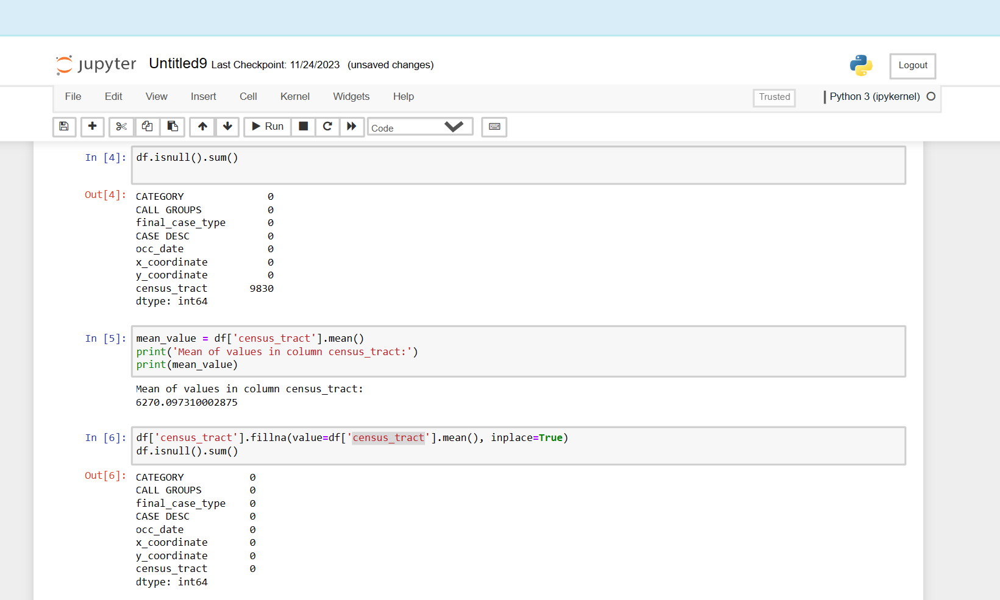 jupyter Untitled9 Last Checkpoint: 11/24/2023 (unsaved changes) Logout
File Edit View Insert Cell Kernel Widgets Help Trusted Python 3 (ipykernel)
Run Code
In [4]: df.isnull().sum()
Out[4]: CATEGORY 0
CALL GROUPS 0
final_case_type 0
CASE DESC 0
occ_date 0
x_coordinate 0
y_coordinate 0
census_tract 9830
dtype: int64
In [5]: mean_value = df['census_tract'].mean()
print('Mean of values in column census_tract:')
print(mean_value)
Mean of values in column census_tract:
6270.097310002875
In [6]: df['census_tract'].fillna(value=df['census_tract'].mean(), inplace=True)
df.isnull().sum()
Out[6]: CATEGORY 0
CALL GROUPS 0
final_case_type 0
CASE DESC 0
occ_date 0
x_coordinate 0
y_coordinate 0
census_tract 0
dtype: int64